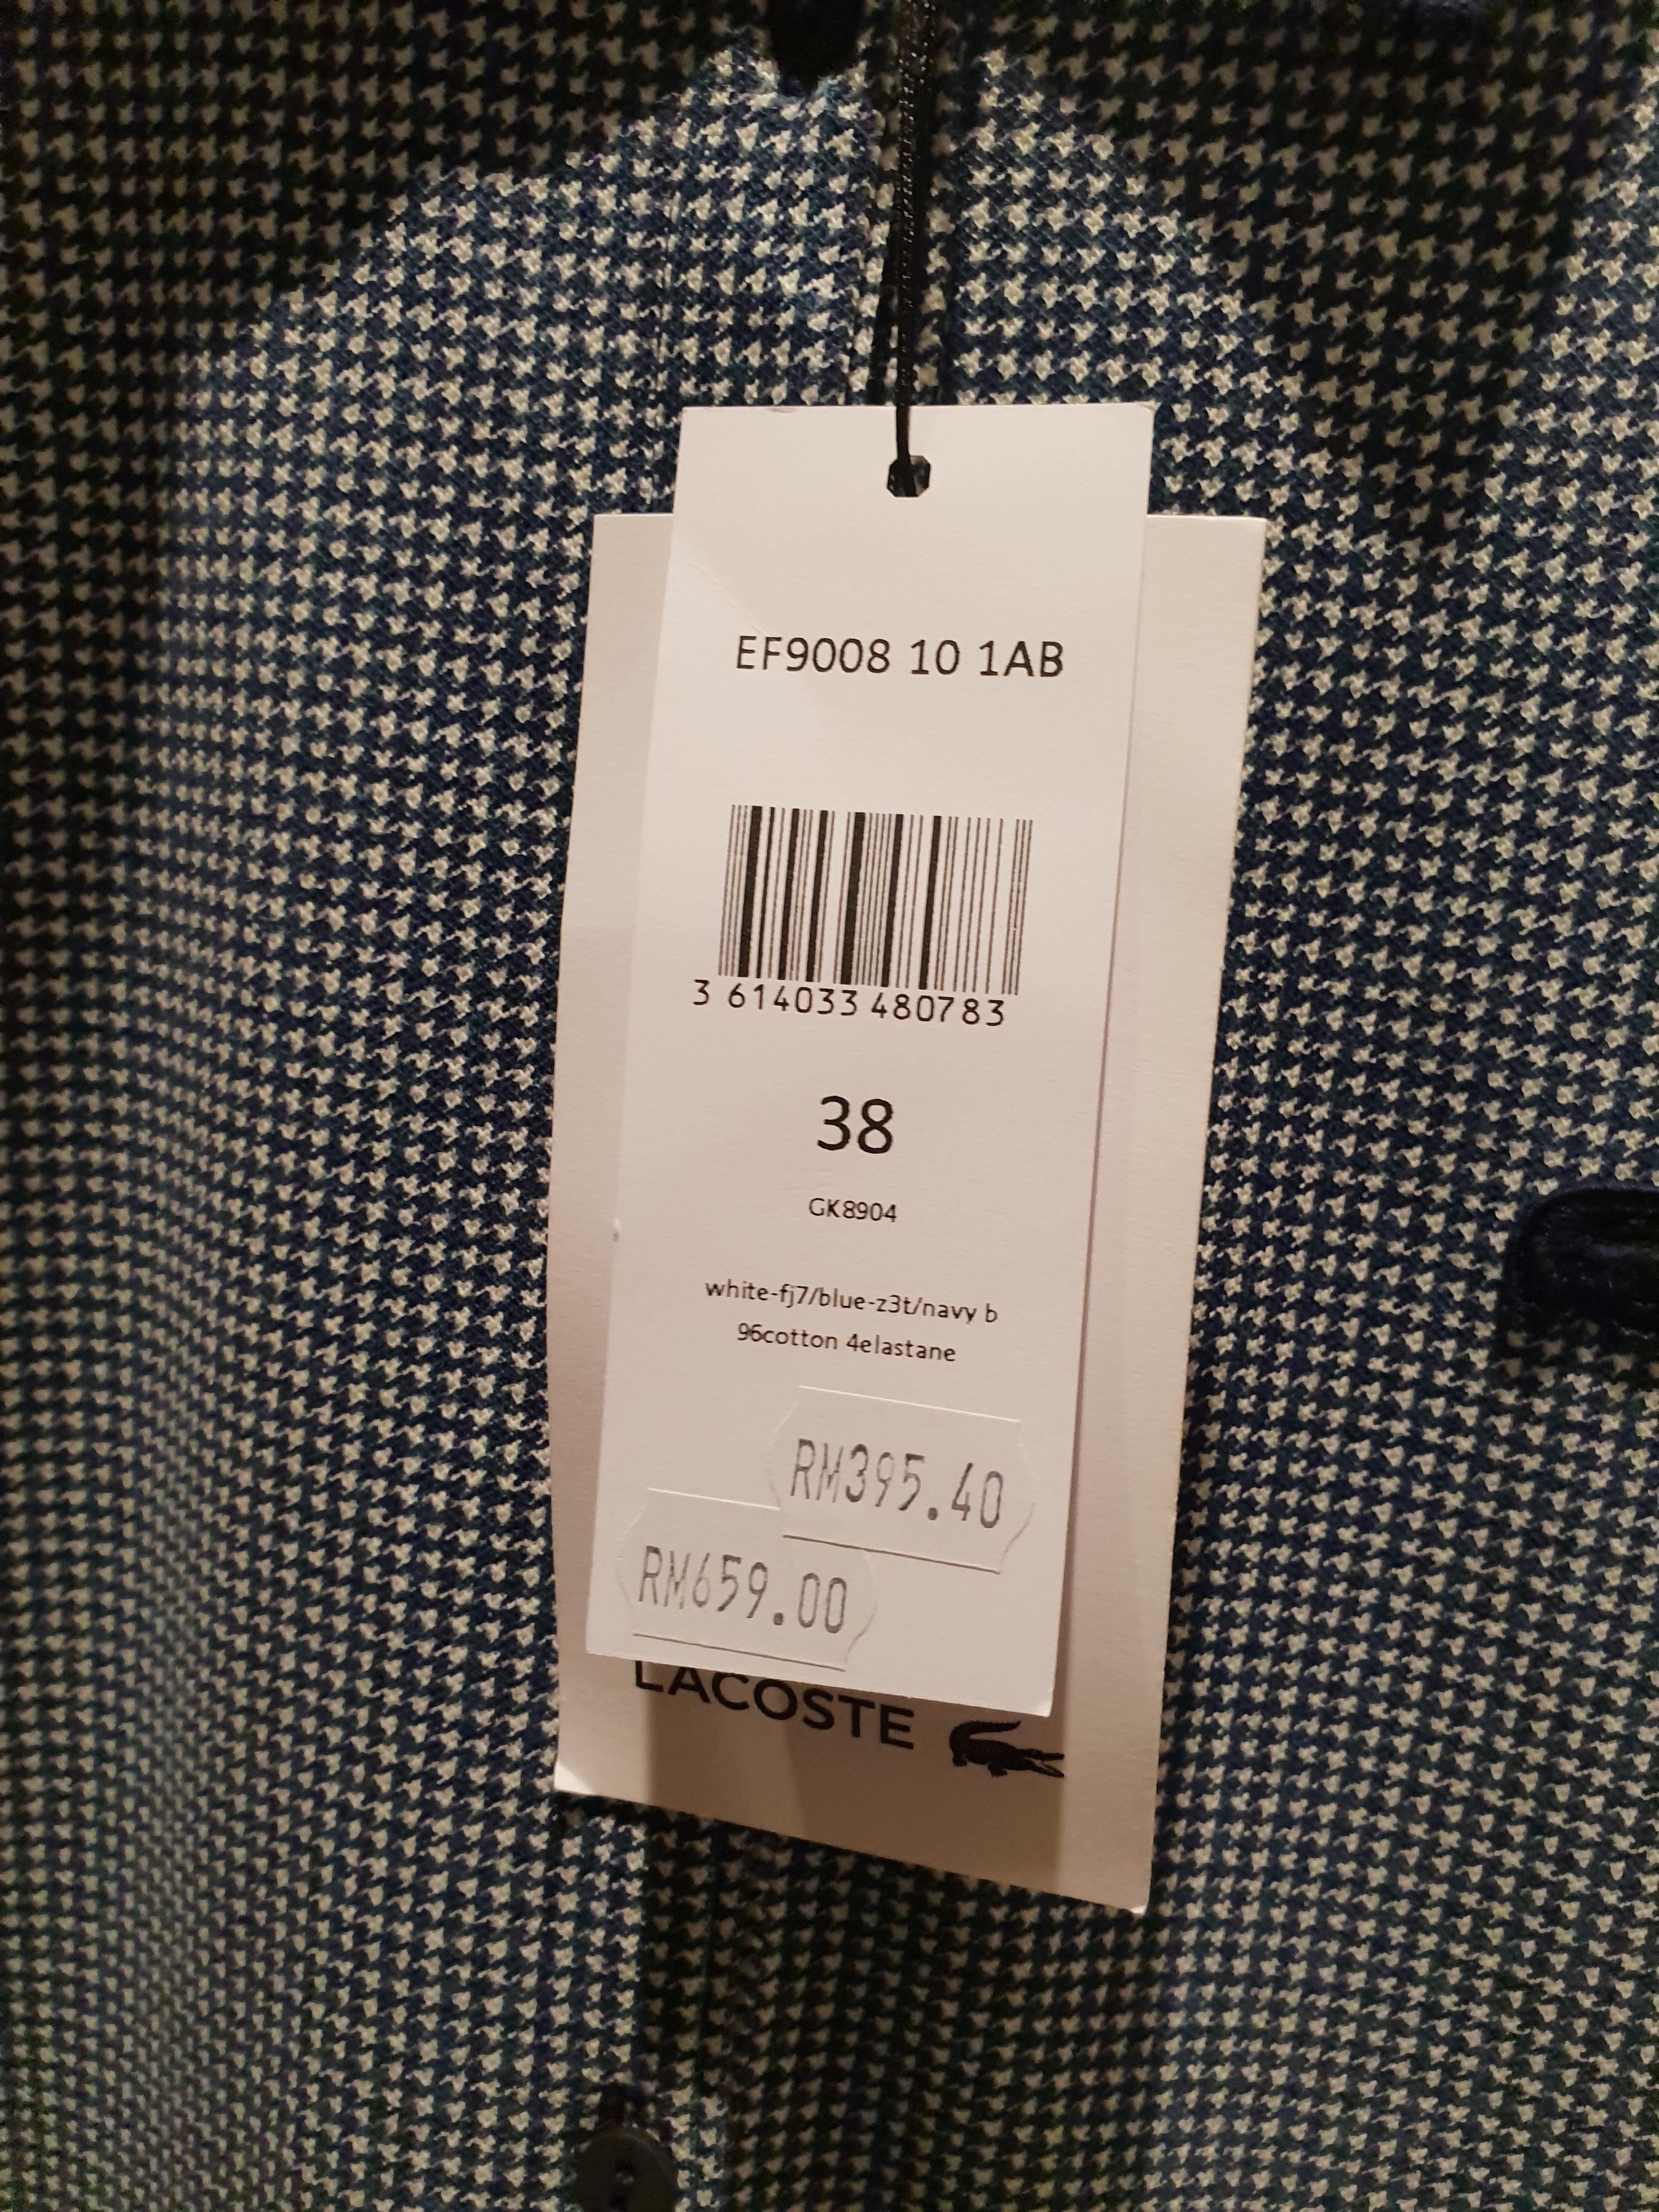 EF9008 10 1AB
3 614033 480783
38
GK8904
white-fj7/blue-z3t/navy b
96cotton 4elastane
RM395.40
RM659.00
LACOSTE